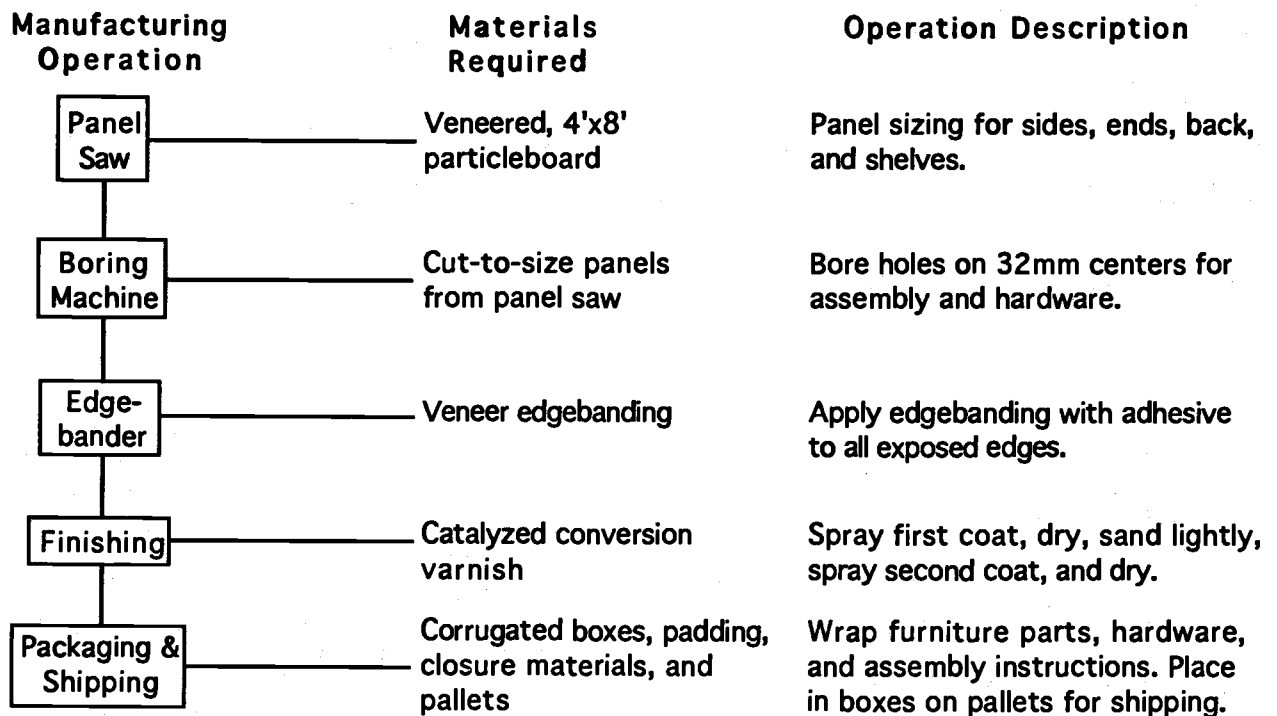 Manufacturing
Operation
Materials
Required
Operation Description
Panel
Saw
Veneered, 4'x8'
particleboard
Panel sizing for sides, ends, back,
and shelves.
Boring
Machine
Cut-to-size panels
from panel saw
Bore holes on 32mm centers for
assembly and hardware.
Edge-
bander
Veneer edgebanding
Apply edgebanding with adhesive
to all exposed edges.
Finishing
Catalyzed conversion
varnish
Spray first coat, dry, sand lightly,
spray second coat, and dry.
Packaging &
Shipping
Corrugated boxes, padding,
closure materials, and
pallets
Wrap furniture parts, hardware,
and assembly instructions. Place
in boxes on pallets for shipping.